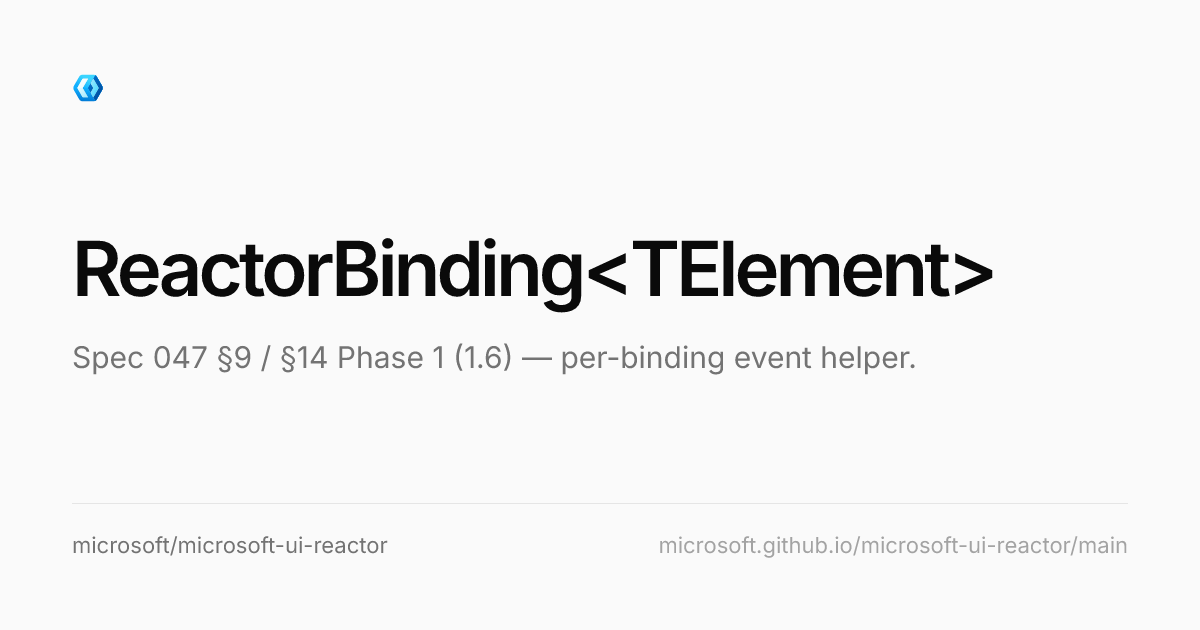 ReactorBinding<TElement>
Spec 047 §9 / §14 Phase 1 (1.6) — per-binding event helper.
microsoft/microsoft-ui-reactor
microsoft.github.io/microsoft-ui-reactor/main